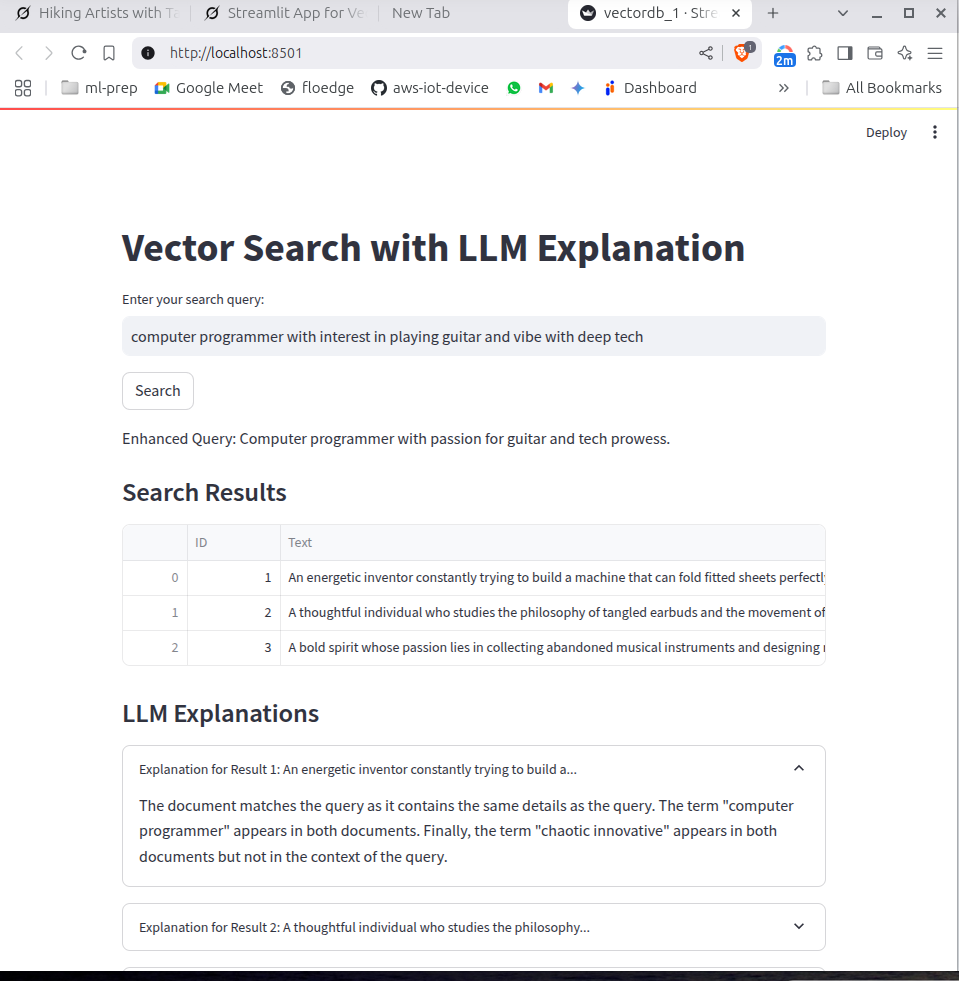 Hiking Artists with Ta
Streamlit App for Ve
New Tab
vectordb_1 · Stre
http://localhost:8501
1
2m
ml-prep
Google Meet
floedge
aws-iot-device
Dashboard
All Bookmarks
Deploy
Vector Search with LLM Explanation
Enter your search query:
computer programmer with interest in playing guitar and vibe with deep tech
Search
Enhanced Query: Computer programmer with passion for guitar and tech prowess.
Search Results
ID Text
0 1 An energetic inventor constantly trying to build a machine that can fold fitted sheets perfectly
1 2 A thoughtful individual who studies the philosophy of tangled earbuds and the movement of
2 3 A bold spirit whose passion lies in collecting abandoned musical instruments and designing
LLM Explanations
Explanation for Result 1: An energetic inventor constantly trying to build a...
The document matches the query as it contains the same details as the query. The term "computer
programmer" appears in both documents. Finally, the term "chaotic innovative" appears in both
documents but not in the context of the query.
Explanation for Result 2: A thoughtful individual who studies the philosophy...